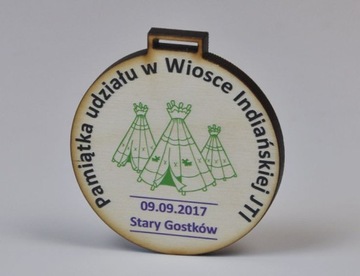 Pamiątka udziału w Wiosce Indiańskiej JTI
09.09.2017
Stary Gostków